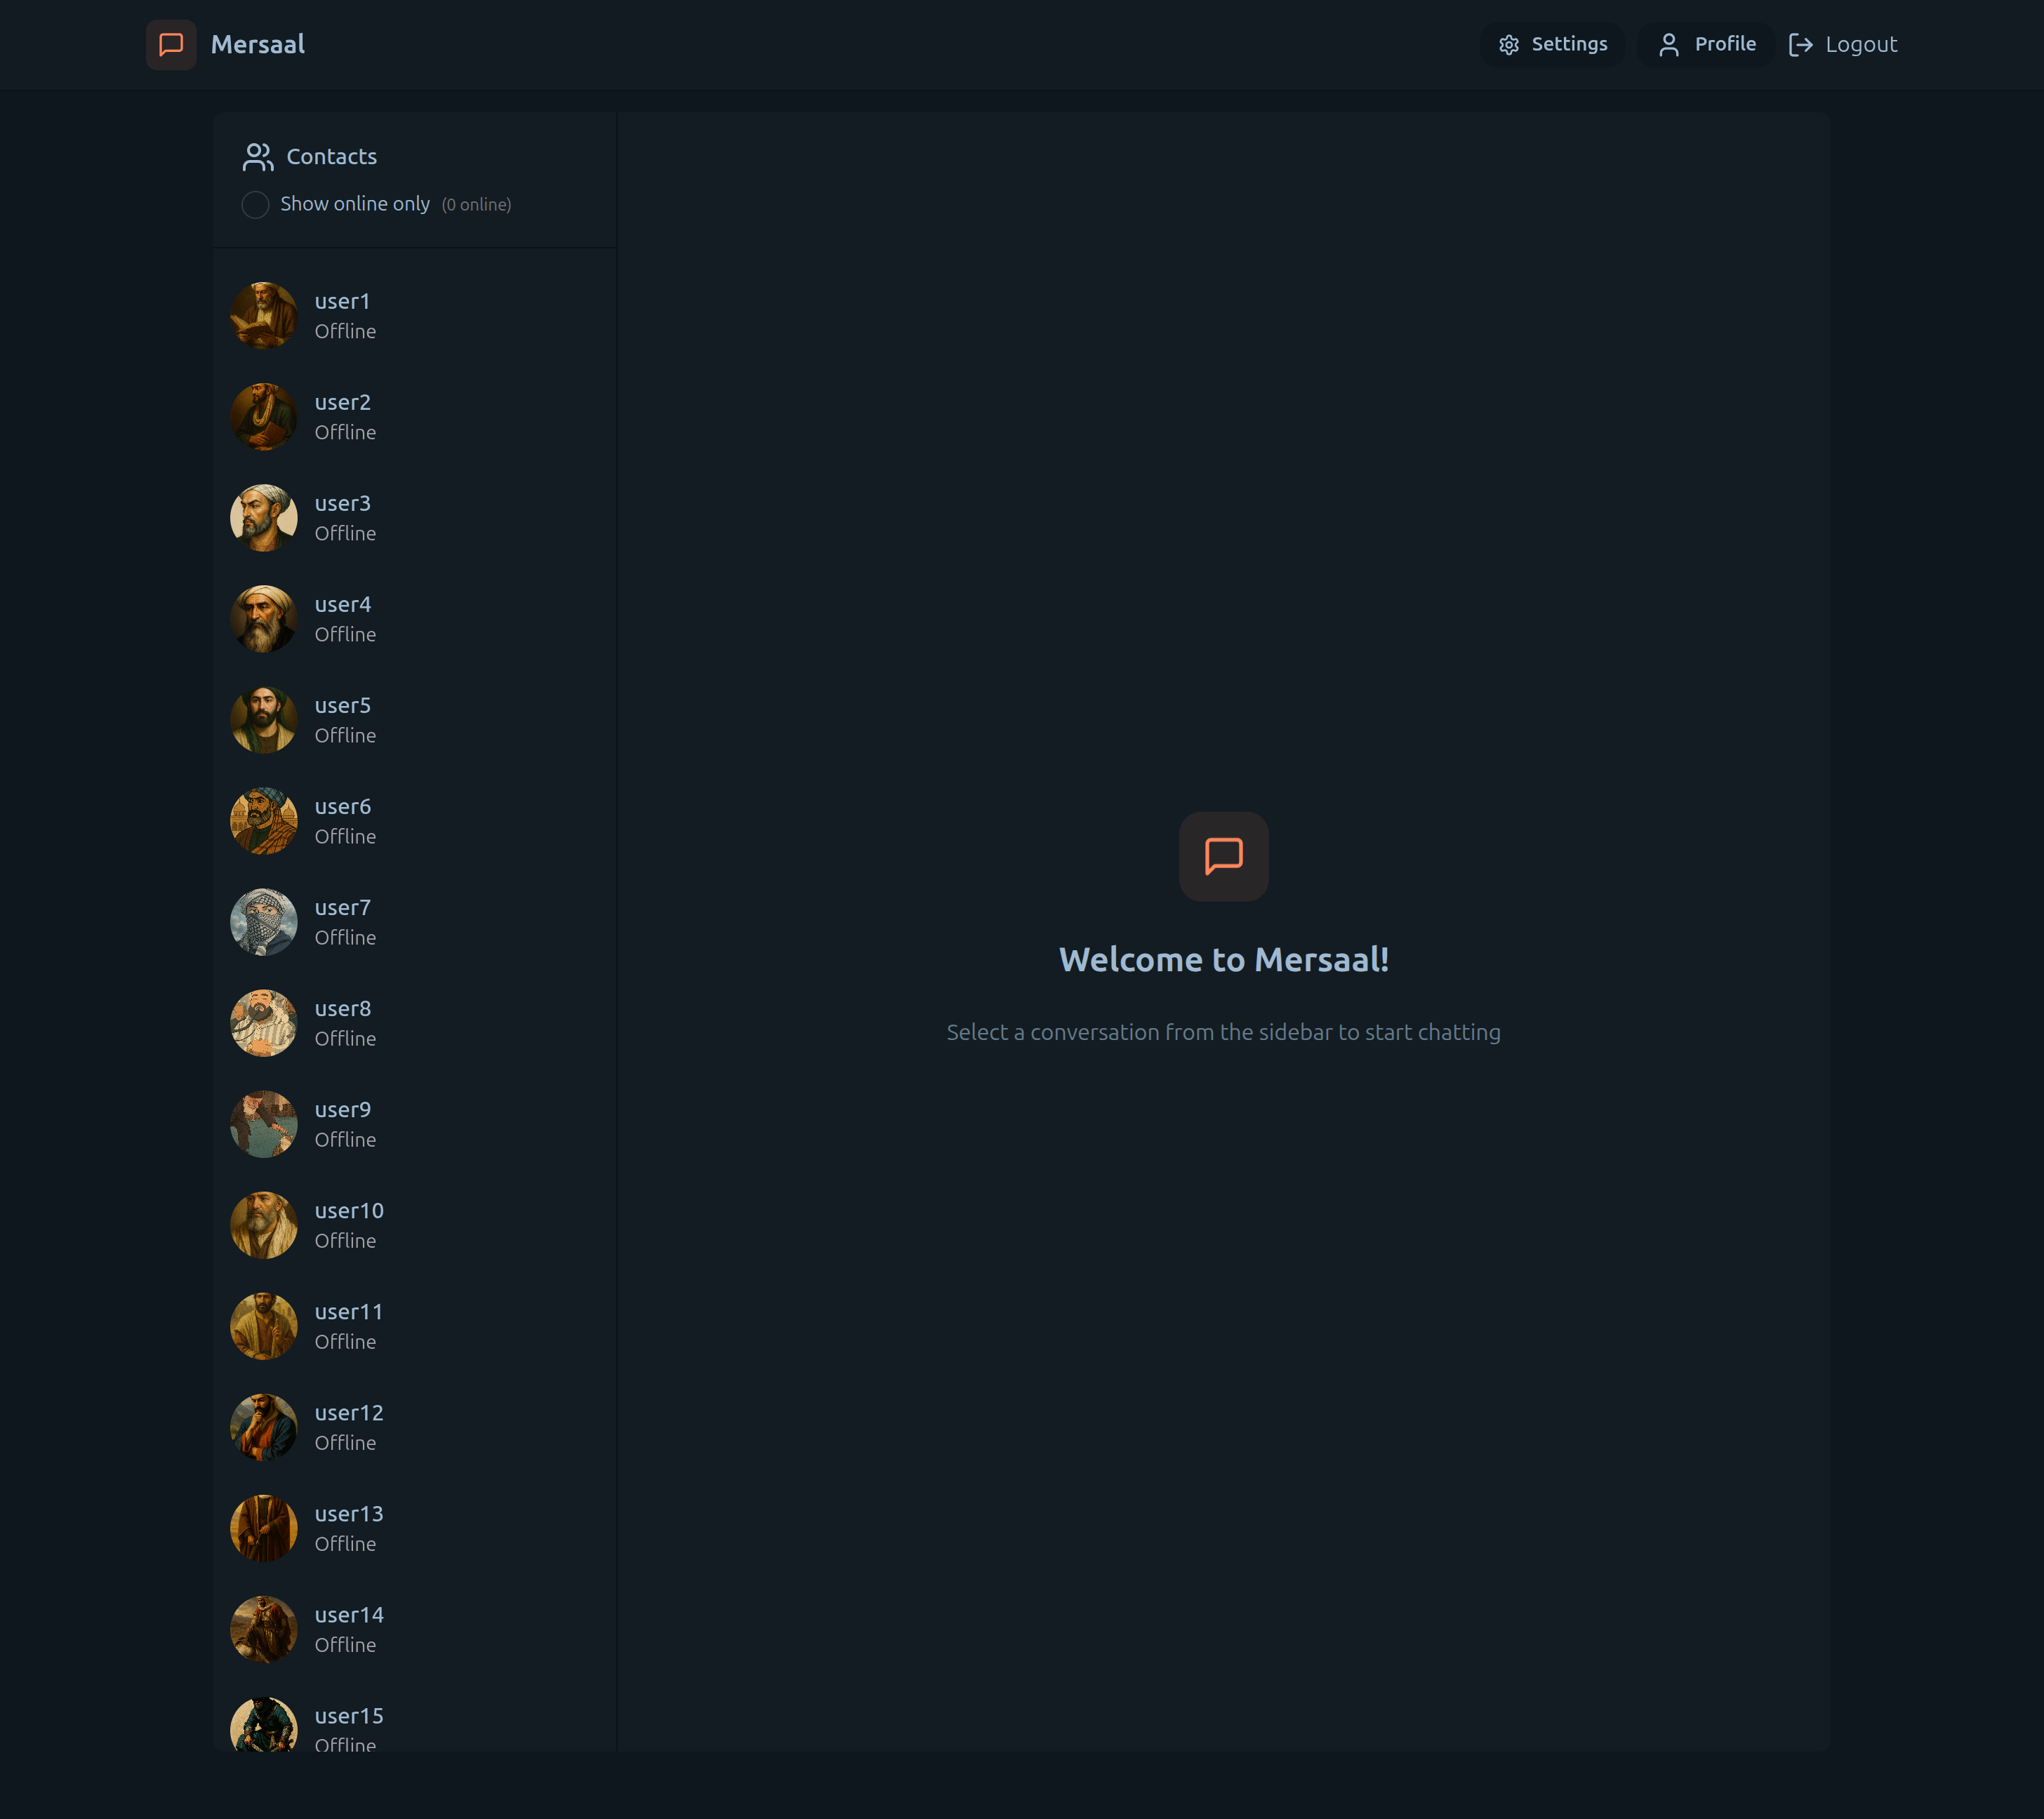 Mersaal
Settings
Profile
Logout
Contacts
Show online only (0 online)
user1
Offline
user2
Offline
user3
Offline
user4
Offline
user5
Offline
user6
Offline
user7
Offline
user8
Offline
user9
Offline
user10
Offline
user11
Offline
user12
Offline
user13
Offline
user14
Offline
user15
Offline
Welcome to Mersaal!
Select a conversation from the sidebar to start chatting